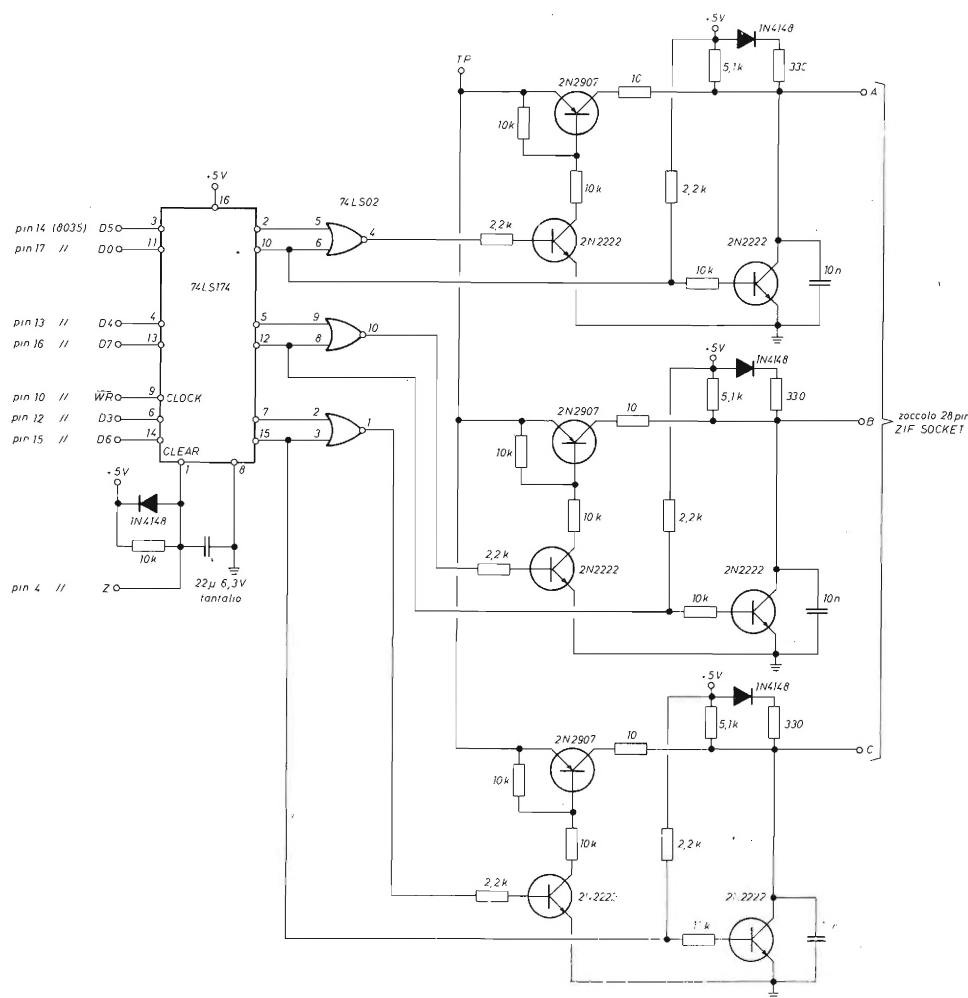 +5V
1N4148
TP
5,1k
2N2907
10
A
10k
+5V
16
10k
2,2k
74LS02
pin 14 (8035) D5
3
2
5
4
2,2k
pin 17 // D0
11
10
6
2N2222
2N2222
10k
10n
74LS174
pin 13 // D4
4
5
9
10
pin 16 // D7
13
12
8
+5V
1N4148
5,1k
330
pin 10 // WR
9
CLOCK
2N2907
10
B
zoccolo 28 pin
ZIF SOCKET
pin 12 // D3
6
7
2
1
pin 15 // D6
14
15
3
10k
CLEAR
1
8
+5V
1N4148
10k
10k
2,2k
22µ 6,3V
tantalio
pin 4 // Z
2,2k
2N2222
2N2222
10k
10n
+5V
1N4148
5,1k
330
2N2907
10
C
10k
10k
2,2k
2,2k